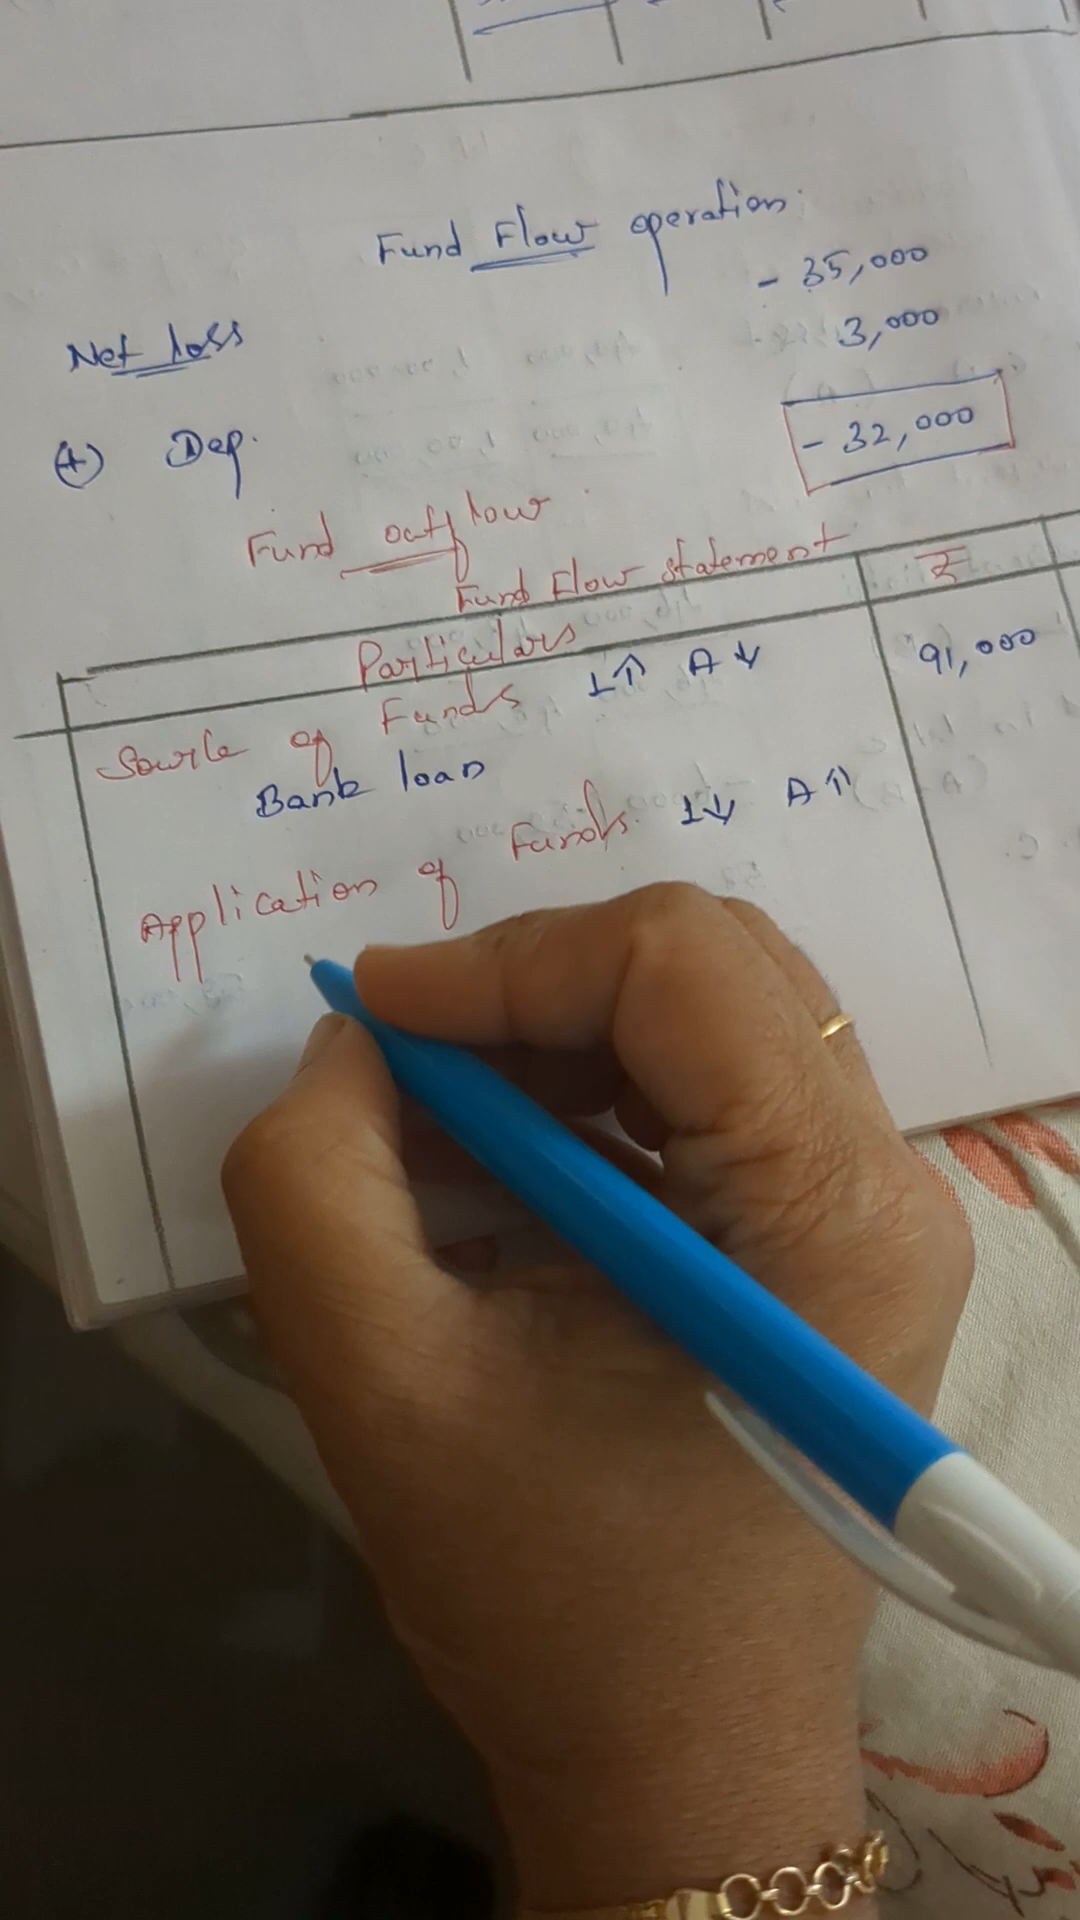 Fund Flow operation.
Net loss - 35,000
(+) Dep. 3,000
- 32,000
Fund outflow
Fund Flow statement
Particulars ₹
Source of Funds L↑ A↓ 91,000
Bank loan
Application of Funds. L↓ A↑